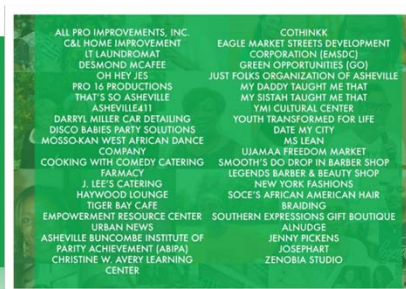 ALL PRO IMPROVEMENTS, INC.
C&L HOME IMPROVEMENT
LT LAUNDROMAT
DESMOND MCAFEE
OH HEY JES
PRO 16 PRODUCTIONS
THAT'S SO ASHEVILLE
ASHEVILLE411
DARRYL MILLER CAR DETAILING
DISCO BABIES PARTY SOLUTIONS
MOSSO-KAN WEST AFRICAN DANCE
COMPANY
COOKING WITH COMEDY CATERING
FARMACY
J. LEE'S CATERING
HAYWOOD LOUNGE
TIGER BAY CAFE
EMPOWERMENT RESOURCE CENTER
URBAN NEWS
ASHEVILLE BUNCOMBE INSTITUTE OF
PARITY ACHIEVEMENT (ABIPA)
CHRISTINE W. AVERY LEARNING
CENTER
COTHINKK
EAGLE MARKET STREETS DEVELOPMENT
CORPORATION (EMSDC)
GREEN OPPORTUNITIES (GO)
JUST FOLKS ORGANIZATION OF ASHEVILLE
MY DADDY TAUGHT ME THAT
MY SISTAH TAUGHT ME THAT
YMI CULTURAL CENTER
YOUTH TRANSFORMED FOR LIFE
DATE MY CITY
MS LEAN
UJAMAA FREEDOM MARKET
SMOOTH'S DO DROP IN BARBER SHOP
LEGENDS BARBER & BEAUTY SHOP
NEW YORK FASHIONS
SOCE'S AFRICAN AMERICAN HAIR
BRAIDING
SOUTHERN EXPRESSIONS GIFT BOUTIQUE
ALNUDGE
JENNY PICKENS
JOSEPHART
ZENOBIA STUDIO